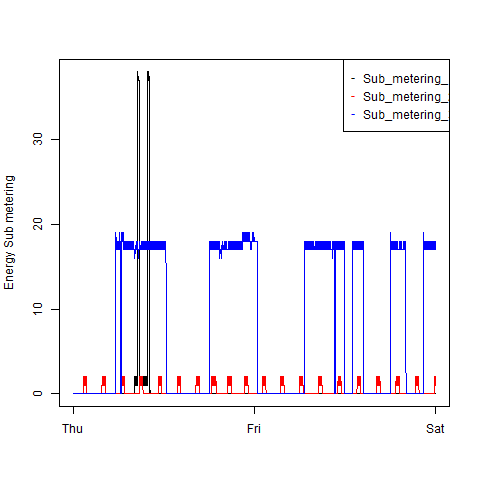 Sub_metering_
Sub_metering_
Sub_metering_
Energy Sub metering
30
20
10
0
Thu Fri Sat